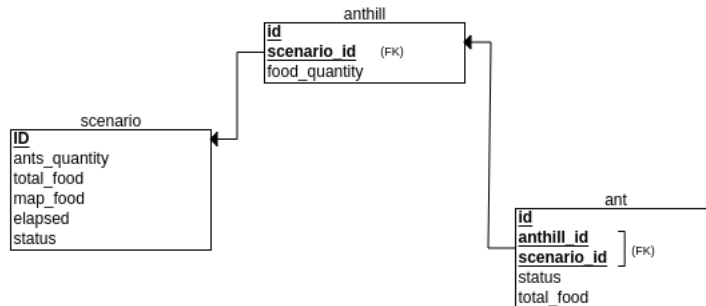 anthill
id
scenario_id (FK)
food_quantity
scenario
ID
ants_quantity
total_food
map_food
elapsed
status
ant
id
anthill_id
scenario_id
(FK)
status
total_food